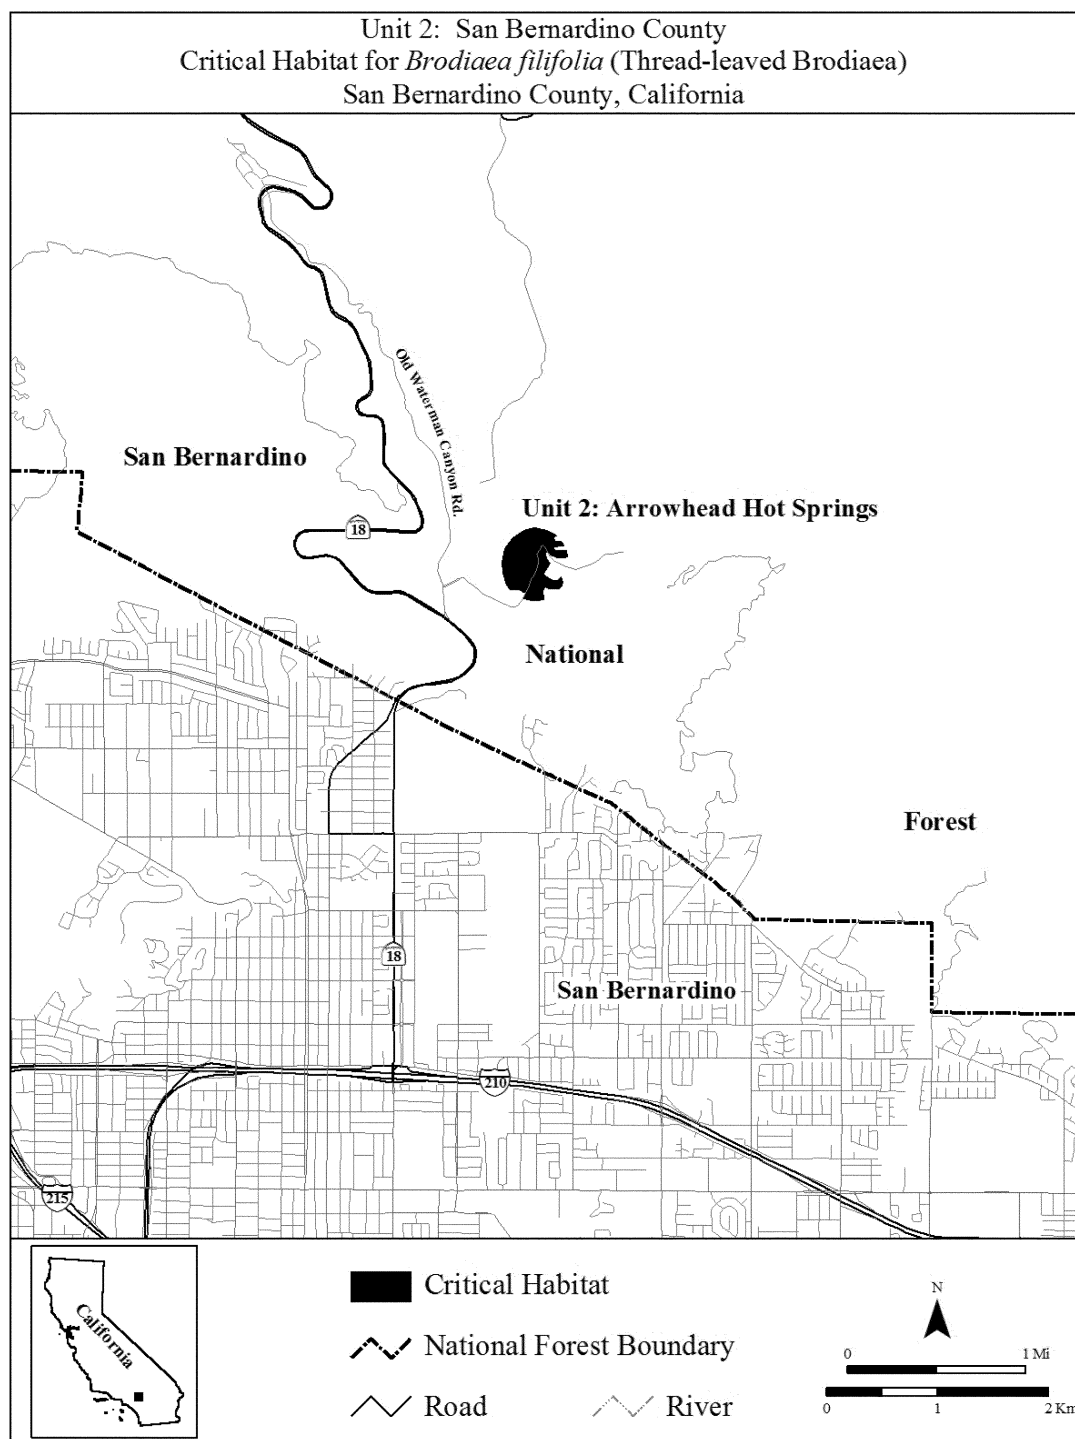 Unit 2: San Bernardino County
Critical Habitat for Brodiaea filifolia (Thread-leaved Brodiaea)
San Bernardino County, California
Old Waterman Canyon Rd.
San Bernardino
Unit 2: Arrowhead Hot Springs
18
National
Forest
18
San Bernardino
210
215
California
Critical Habitat
National Forest Boundary
Road
River
N
0 1 Mi
0 1 2 Km